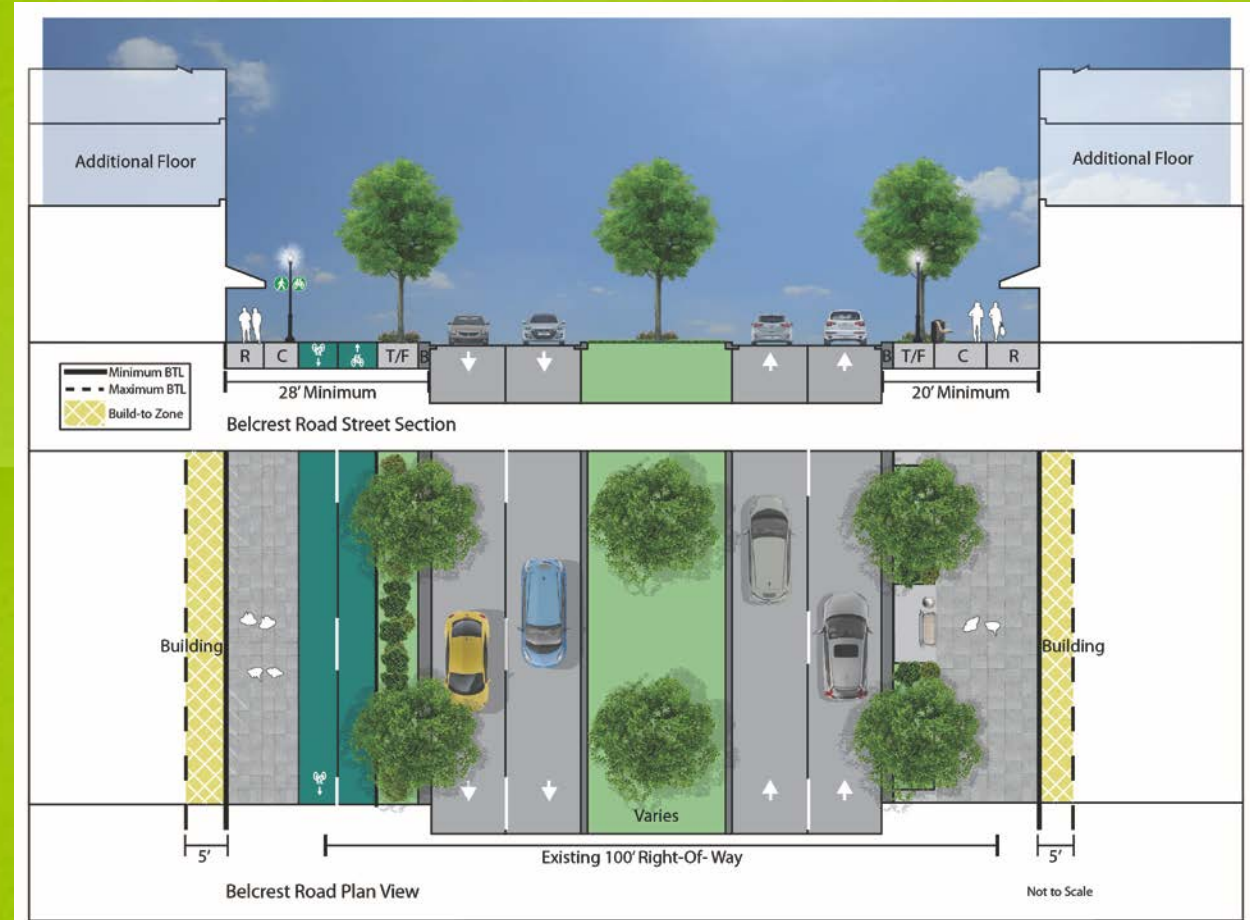 Additional Floor
Additional Floor
R C T/F B
B T/F C R
28' Minimum
20' Minimum
Minimum BTL
Maximum BTL
Build-to Zone
Belcrest Road Street Section
Building
Building
Varies
5'
Existing 100' Right-Of- Way
5'
Belcrest Road Plan View
Not to Scale